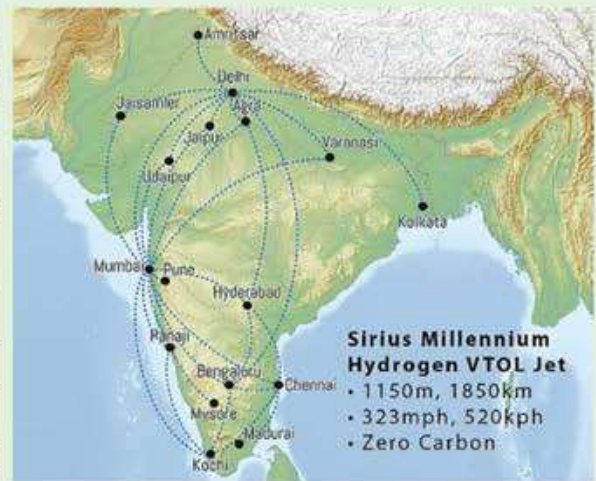 Amritsar
Delhi
Jaisamler
Agra
Jaipur
Varanasi
Udaipur
Kolkata
Mumbai
Pune
Hyderabad
Panaji
Sirius Millennium
Hydrogen VTOL Jet
• 1150m, 1850km
• 323mph, 520kph
• Zero Carbon
Bengaluru
Chennai
Mysore
Madurai
Kochi